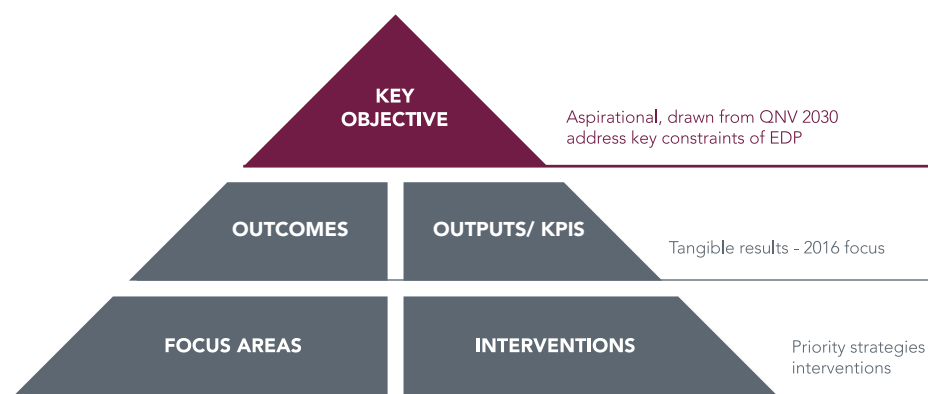 KEY
OBJECTIVE
Aspirational, drawn from QNV 2030
address key constraints of EDP
OUTCOMES
OUTPUTS/ KPIS
Tangible results - 2016 focus
FOCUS AREAS
INTERVENTIONS
Priority strategies
interventions